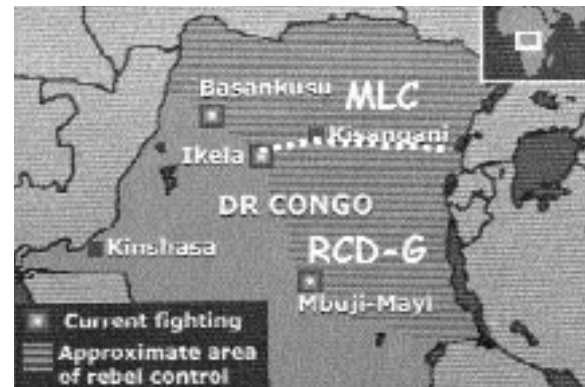 Basankusu
MLC
Kisangani
Ikela
DR CONGO
Kinshasa
RCD-G
Mbuji-Mayi
Current fighting
Approximate area
of rebel control